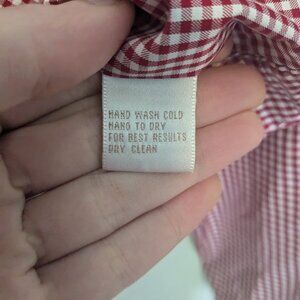 HAND WASH COLD
HANG TO DRY
FOR BEST RESULTS
DRY CLEAN